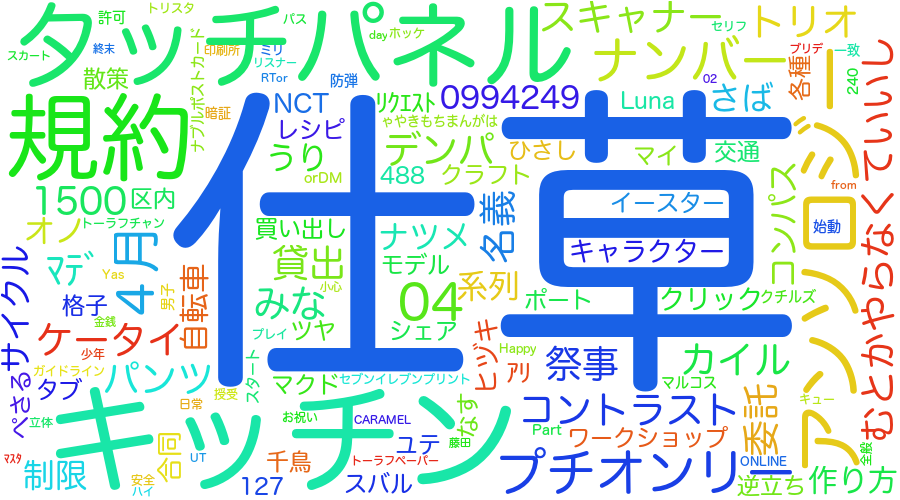 トリスタ
許可
バス
タッチパネル
スカート
終末
散策
印刷所
ミリ
リスナー
RTor
dayホッケ
防弾
スキャナー
セリフ
トリオ
ナンバー
プリデ
一致
各種
240
02
規約
ナプルポストカード
暗証
NCT
レシピ
リクエスト
0994249
ゃやきもちまんがは
Luna
さば
うり
デンパ
ひさし
マイ
交通
orDM
488
クラフト
from
むとかやらなくていいし
アンソロジー
始動
仕草
1500
区内
トーラフチャン
オノ
4月
買い出し
ナツメ
名義
イースター
キャラクター
コンパス
マデ
Yas
貸出
モデル
サイクル
格子
男子
自転車
小心
みな
04
系列
ポート
クリック
クチルズ
金銭
ケータイ
少年
プレイ
ツヤ
シェア
ヒヅキ
Happy
祭事
カイル
ガイドライン
パンツ
スタート
マクド
セブンイレブンプリント
アリ
マルコス
ぺさる
タブ
授受
日常
キッチン
お祝い
CARAMEL
藤田
なす
コントラスト
委託
キュー
立体
合同
UT
ユテ
Part
ワークショップ
マスタ
制限
安全
ハイ
千鳥
トーラフペーパー
127
スバル
プチオンリー
ONLINE
逆立ち
作り方
全般